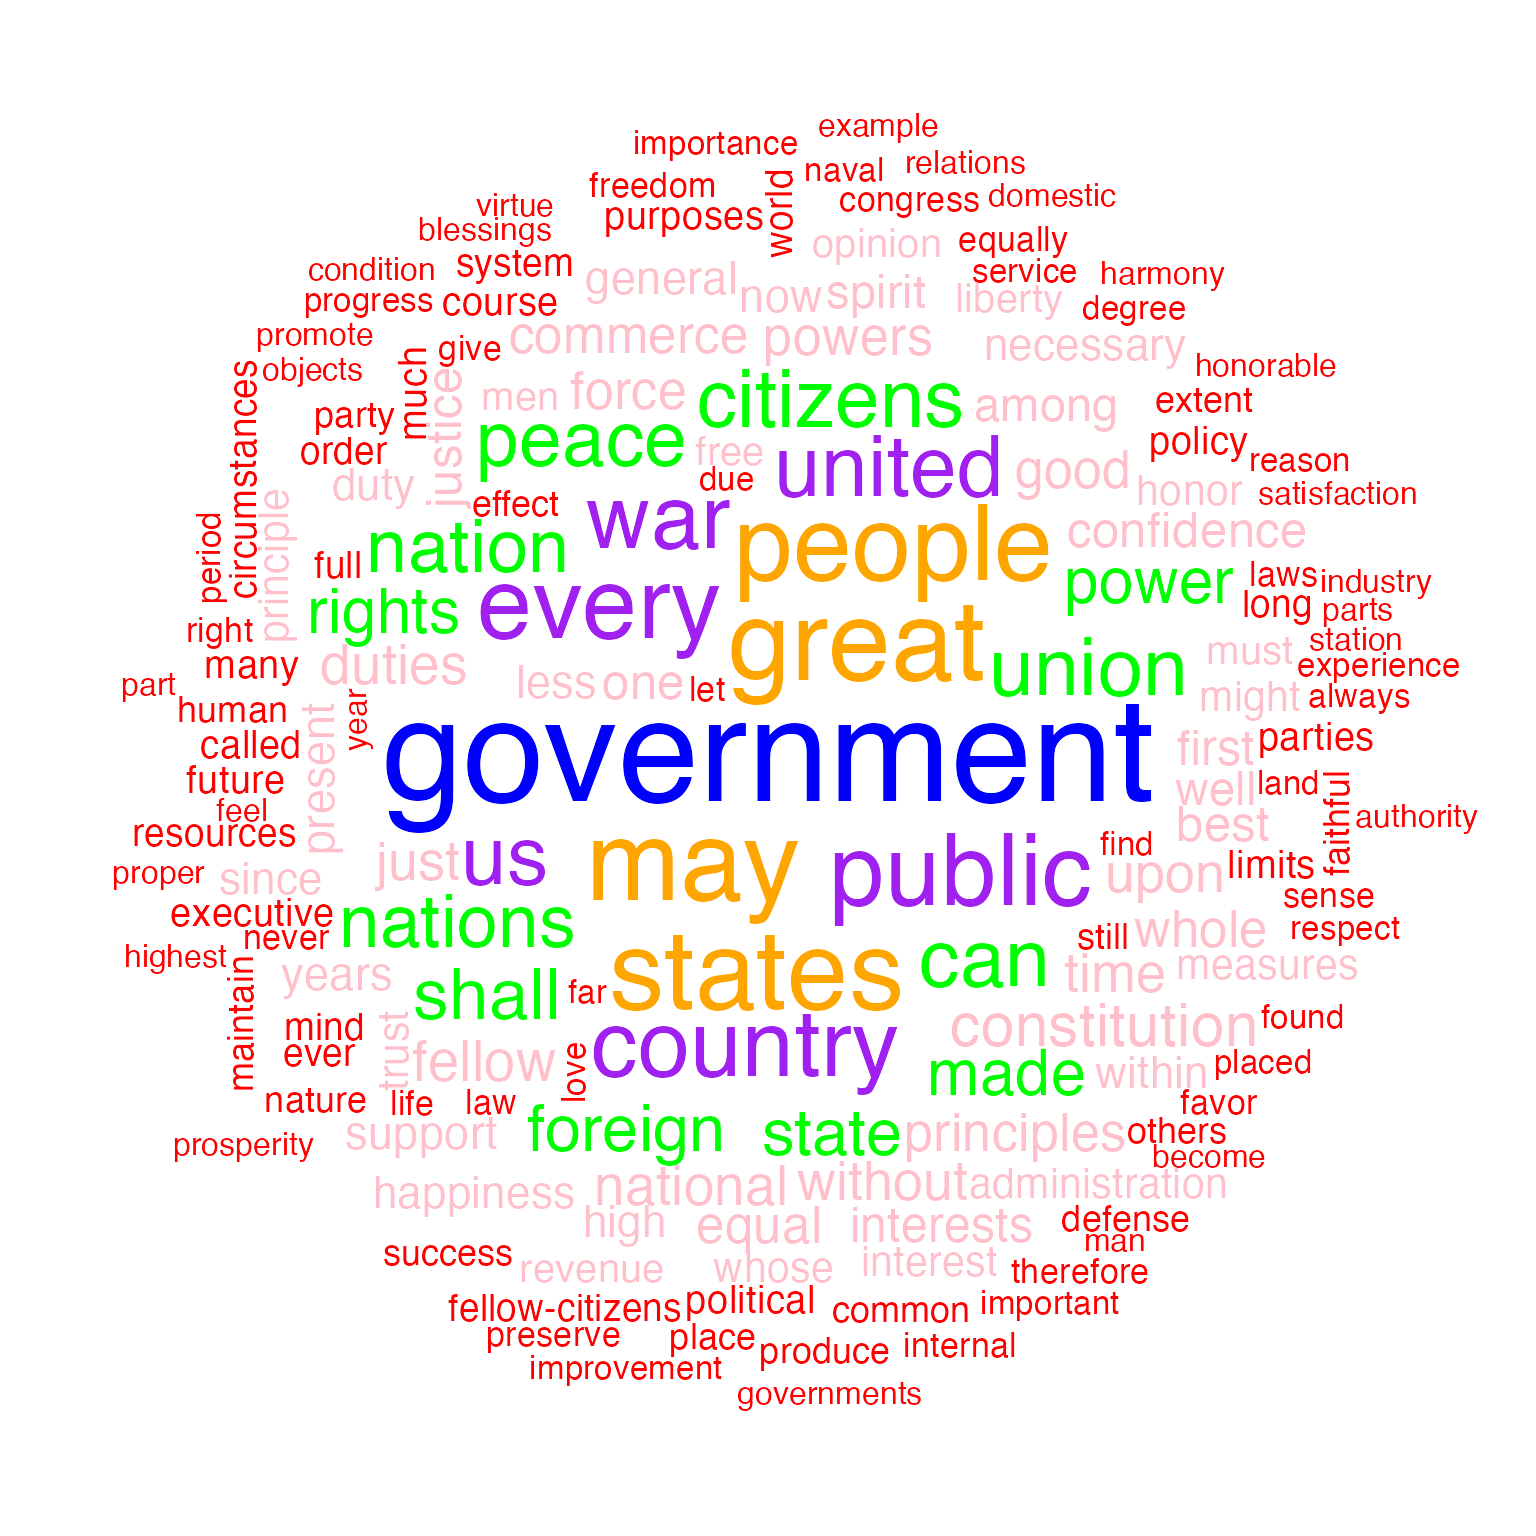 example
importance
naval
relations
freedom
world
congress
domestic
virtue
purposes
blessings
opinion
equally
condition
system
general
service
harmony
progress
course
now
spirit
liberty
degree
promote
give
commerce
powers
necessary
objects
much
justice
men
force
citizens
among
honorable
extent
circumstances
party
order
peace
free
united
good
policy
reason
duty
effect
due
honor
satisfaction
period
principle
full
nation
war
people
confidence
power
laws
industry
rights
every
great
long
parts
right
many
duties
less
one
let
union
must
station
experience
part
human
year
might
always
called
present
government
first
parties
future
feel
well
land
faithful
authority
resources
best
proper
since
just
us
may
public
find
upon
limits
sense
executive
never
nations
states
can
still
whole
respect
highest
maintain
years
shall
far
time
measures
mind
ever
trust
fellow
love
country
constitution
found
made
within
placed
nature
life
law
favor
prosperity
support
foreign
state
principles
others
become
happiness
national
without
administration
high
equal
interests
defense
man
success
revenue
whose
interest
therefore
fellow-citizens
political
common
important
preserve
place
produce
internal
improvement
governments